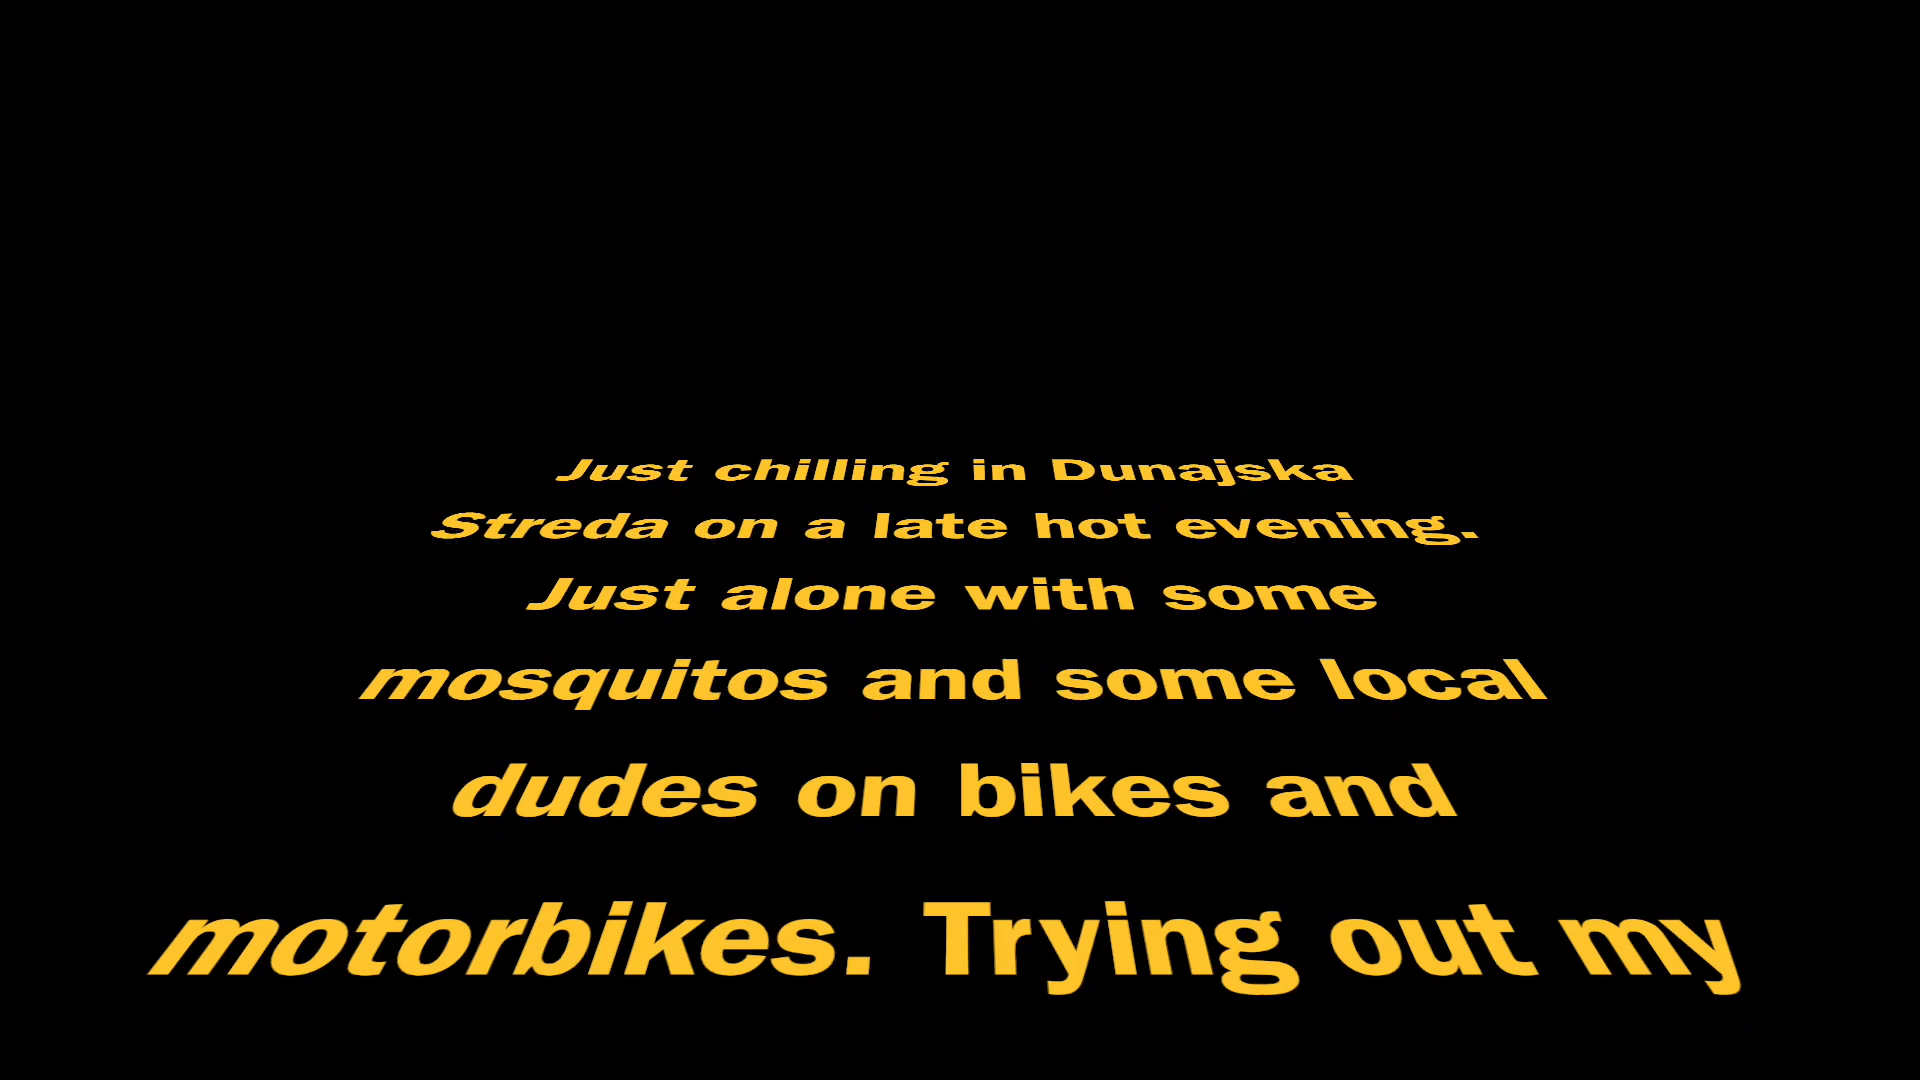 Just chilling in Dunajska
Streda on a late hot evening.
Just alone with some
mosquitos and some local
dudes on bikes and
motorbikes. Trying out my